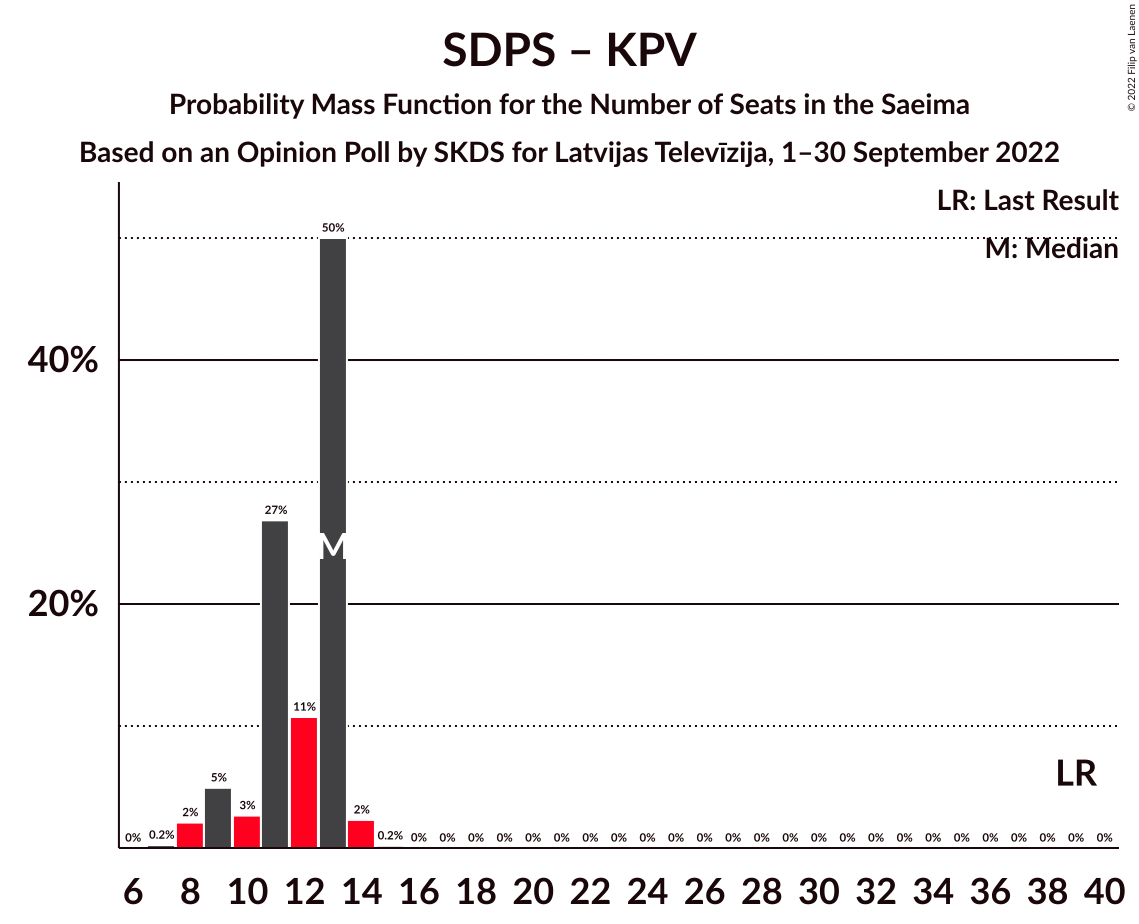 SDPS – KPV
Probability Mass Function for the Number of Seats in the Saeima
Based on an Opinion Poll by SKDS for Latvijas Televīzija, 1–30 September 2022
© 2022 Filip van Laenen
LR: Last Result
M: Median
40%
20%
0% 0.2% 2% 5% 3% 27% 11% 50% 2% 0.2% 0% 0% 0% 0% 0% 0% 0% 0% 0% 0% 0% 0% 0% 0% 0% 0% 0% 0% 0% 0% 0% 0% 0% 0% 0%
M
LR
6 8 10 12 14 16 18 20 22 24 26 28 30 32 34 36 38 40